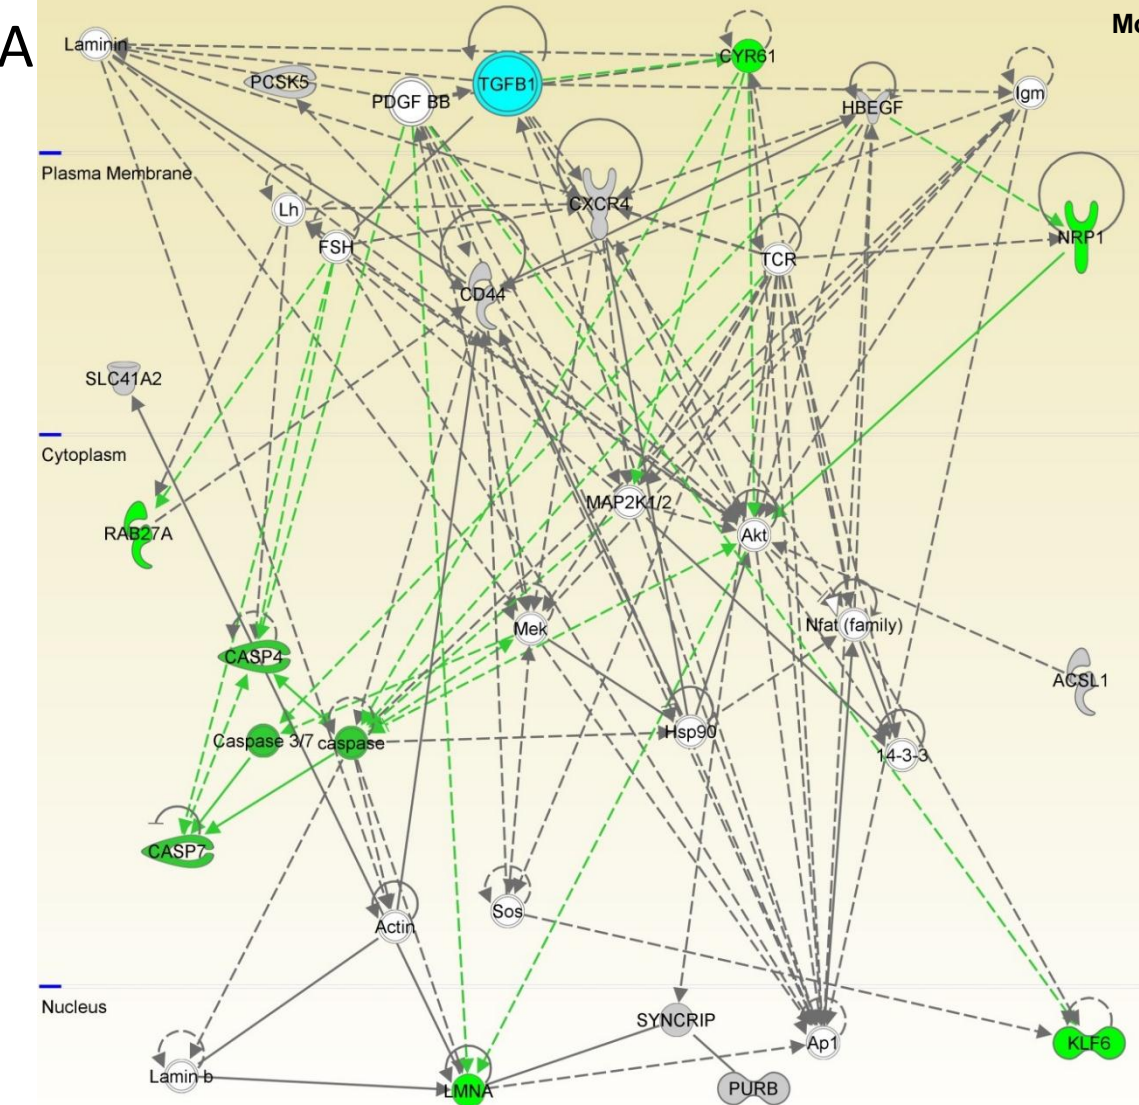 A
Mo
Laminin
PCSK5
PDGF BB
TGFB1
CYR61
HBEGF
Igm
Plasma Membrane
Lh
FSH
CXCR4
CD44
TCR
NRP1
SLC41A2
Cytoplasm
RAB27A
MAP2K1/2
Akt
Mek
Nfat (family)
CASP4
ACSL1
Caspase 3/7
caspase
Hsp90
14-3-3
CASP7
Actin
Sos
Nucleus
SYNCRIP
Ap1
KLF6
Lamin b
LMNA
PURB